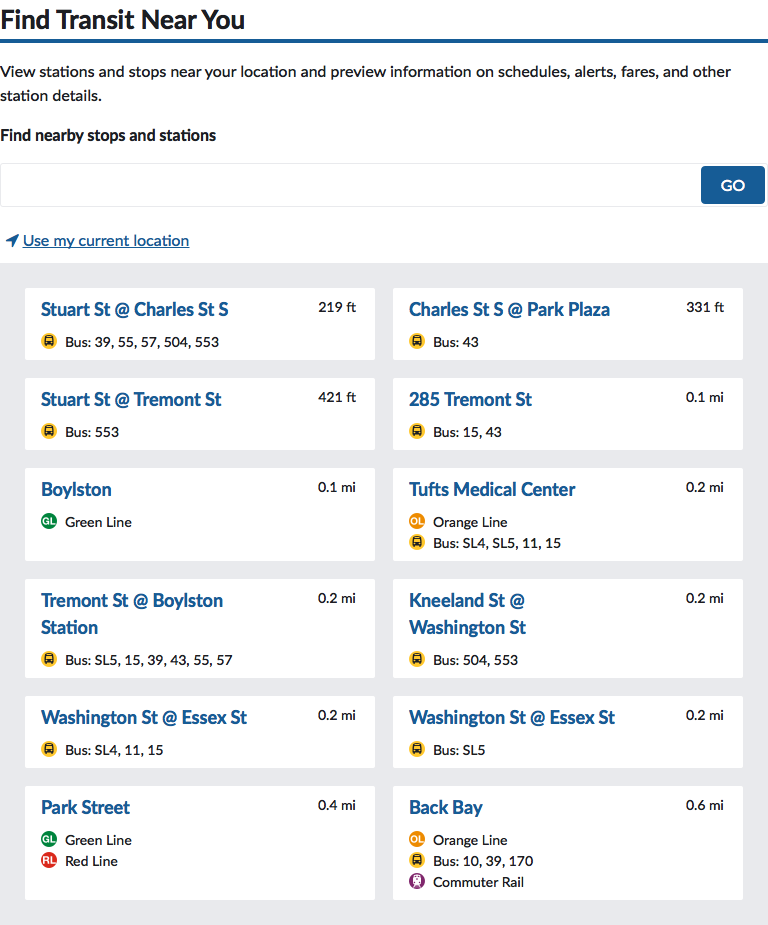 Find Transit Near You
View stations and stops near your location and preview information on schedules, alerts, fares, and other
station details.
Find nearby stops and stations
GO
Use my current location
Stuart St @ Charles St S
219 ft
Bus: 39, 55, 57, 504, 553
Charles St S @ Park Plaza
331 ft
Bus: 43
Stuart St @ Tremont St
421 ft
Bus: 553
285 Tremont St
0.1 mi
Bus: 15, 43
Boylston
0.1 mi
GL Green Line
Tufts Medical Center
0.2 mi
OL Orange Line
Bus: SL4, SL5, 11, 15
Tremont St @ Boylston
Station
0.2 mi
Bus: SL5, 15, 39, 43, 55, 57
Kneeland St @
Washington St
0.2 mi
Bus: 504, 553
Washington St @ Essex St
0.2 mi
Bus: SL4, 11, 15
Washington St @ Essex St
0.2 mi
Bus: SL5
Park Street
0.4 mi
GL Green Line
RL Red Line
Back Bay
0.6 mi
OL Orange Line
Bus: 10, 39, 170
Commuter Rail